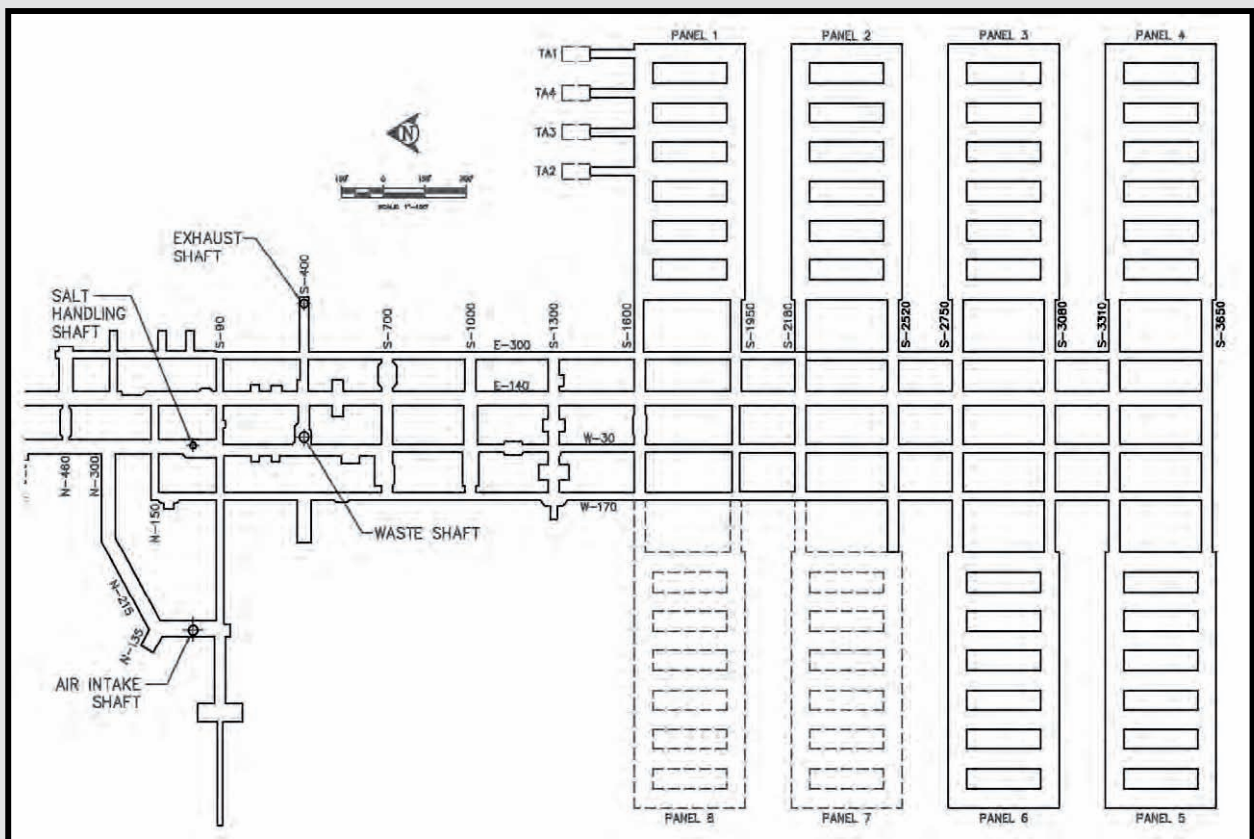 PANEL 1
PANEL 2
PANEL 3
PANEL 4
TA1
TA4
TA3
TA2
N
SCALE
EXHAUST
SHAFT
S-400
SALT
HANDLING
SHAFT
S-90
S-700
S-1000
S-1300
S-1600
S-1950
S-2180
S-2520
S-2750
S-3080
S-3310
S-3650
E-300
E-140
W-30
W-170
N-460
N-300
N-150
WASTE SHAFT
N-215
N-135
AIR INTAKE
SHAFT
PANEL 8
PANEL 7
PANEL 6
PANEL 5